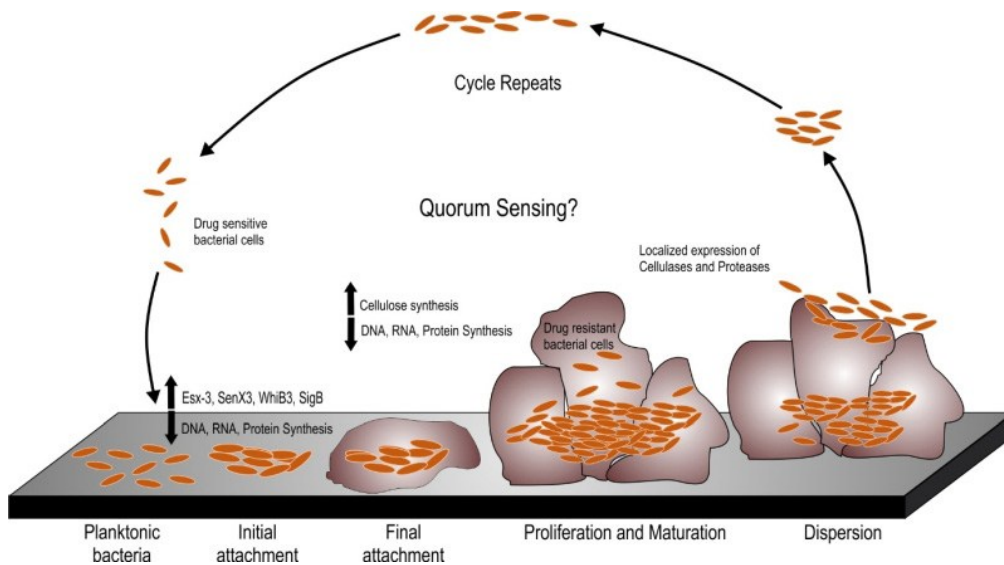 Cycle Repeats
Quorum Sensing?
Drug sensitive
bacterial cells
Localized expression of
Cellulases and Proteases
Cellulose synthesis
DNA, RNA, Protein Synthesis
Drug resistant
bacterial cells
Esx-3, SenX3, WhiB3, SigB
DNA, RNA, Protein Synthesis
Planktonic
bacteria
Initial
attachment
Final
attachment
Proliferation and Maturation
Dispersion